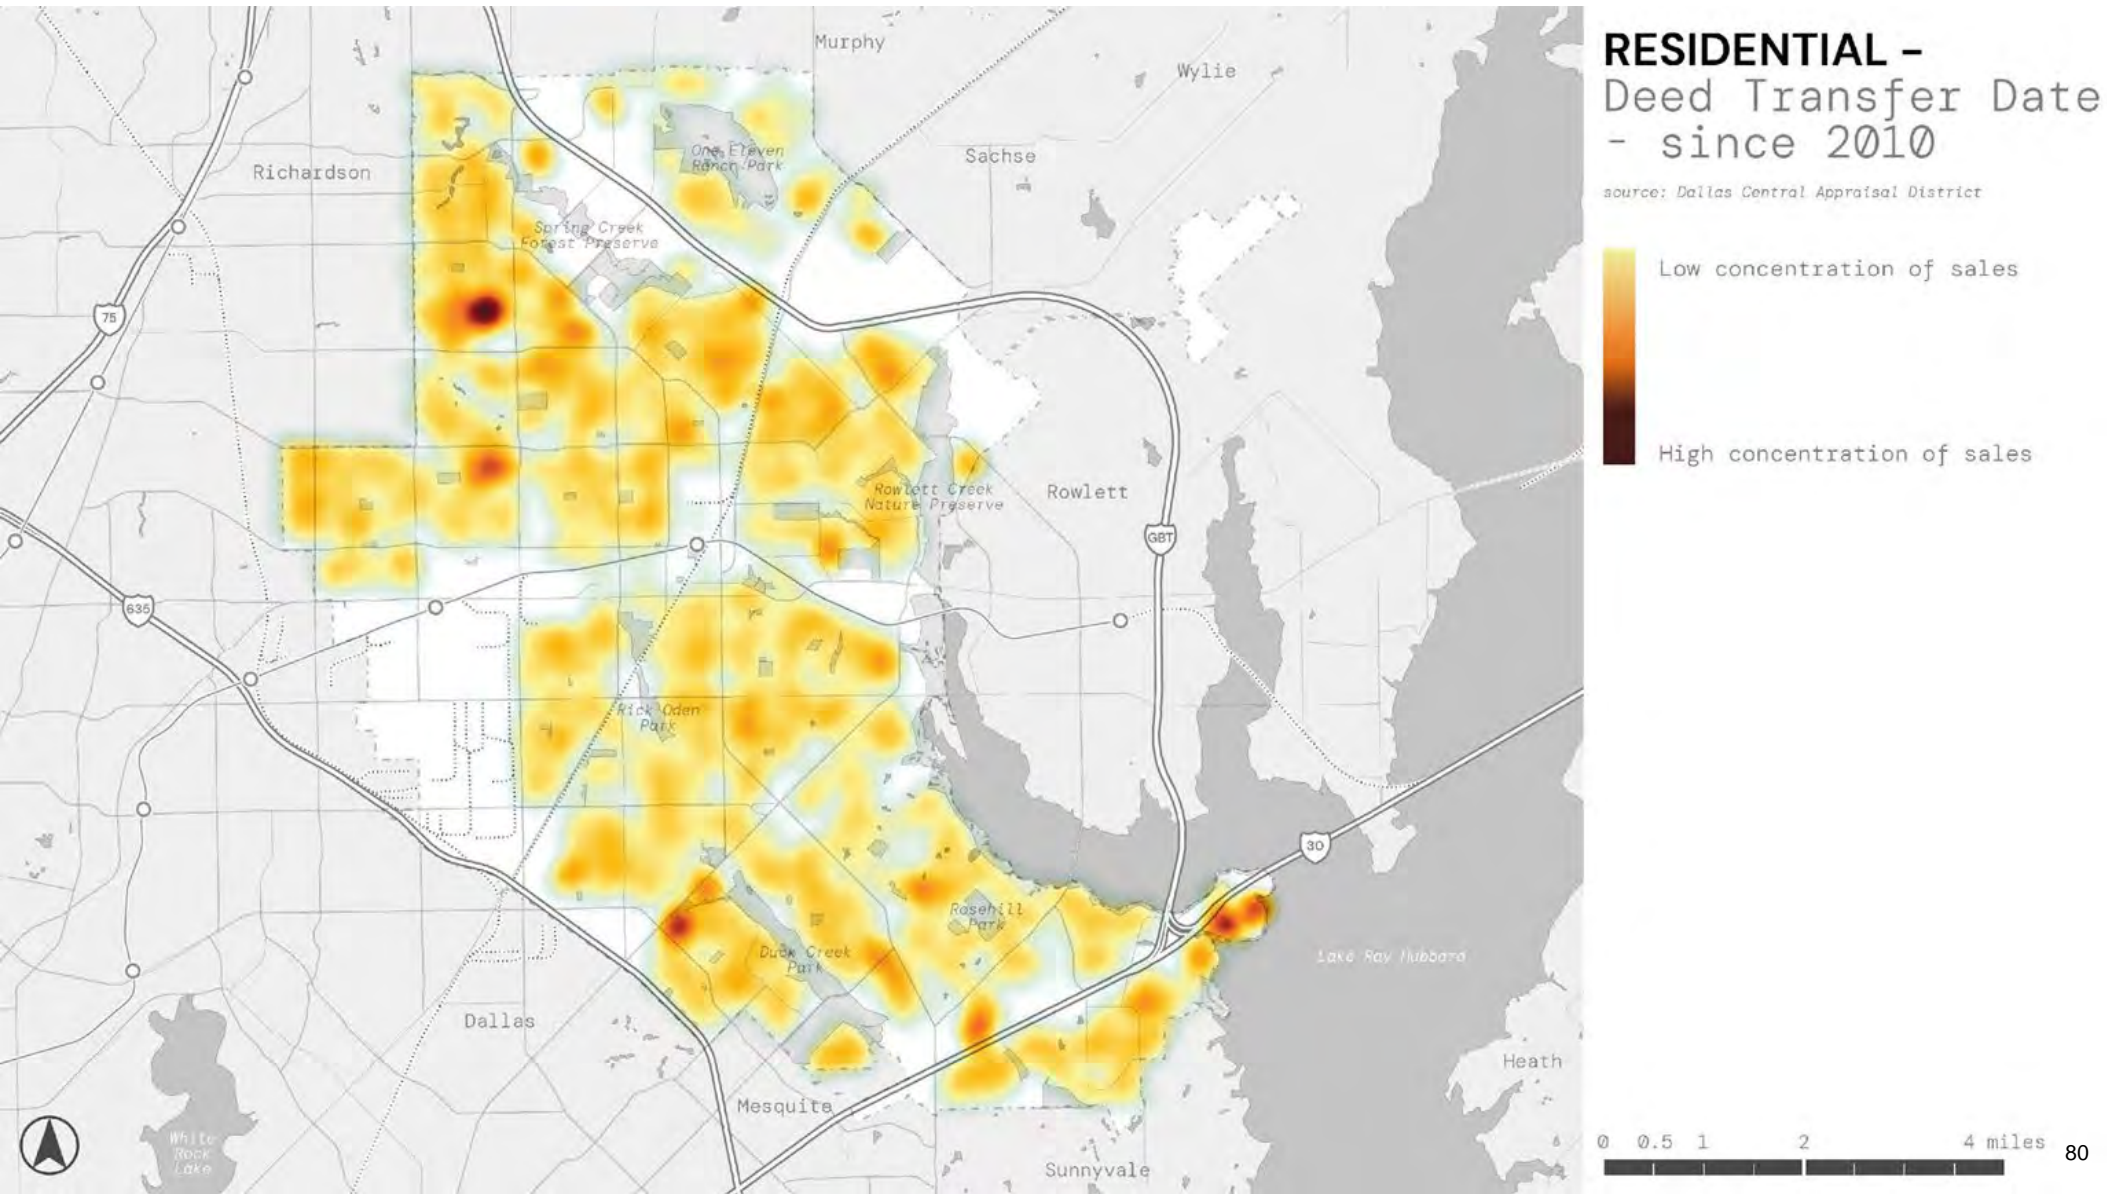 RESIDENTIAL –
Deed Transfer Date
- since 2010
source: Dallas Central Appraisal District
Low concentration of sales
High concentration of sales
Murphy
Wylie
Richardson
Sachse
One Eleven
Ranch Park
Spring Creek
Forest Preserve
75
Rowlett Creek
Nature Preserve
Rowlett
GBT
635
Rick Oden
Park
30
Rosehill
Park
Duck Creek
Park
Lake Ray Hubbard
Dallas
Heath
Mesquite
White
Rock
Lake
Sunnyvale
0 0.5 1 2 4 miles
80